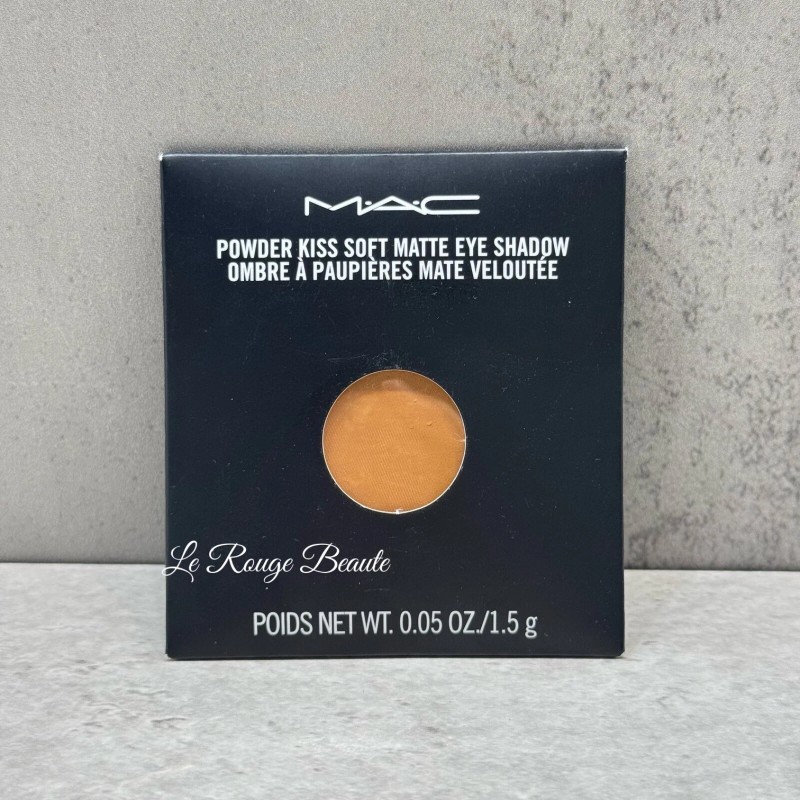 M·A·C
POWDER KISS SOFT MATTE EYE SHADOW
OMBRE À PAUPIÈRES MATE VELOUTÉE
Le Rouge Beaute
POIDS NET WT. 0.05 OZ./1.5 g